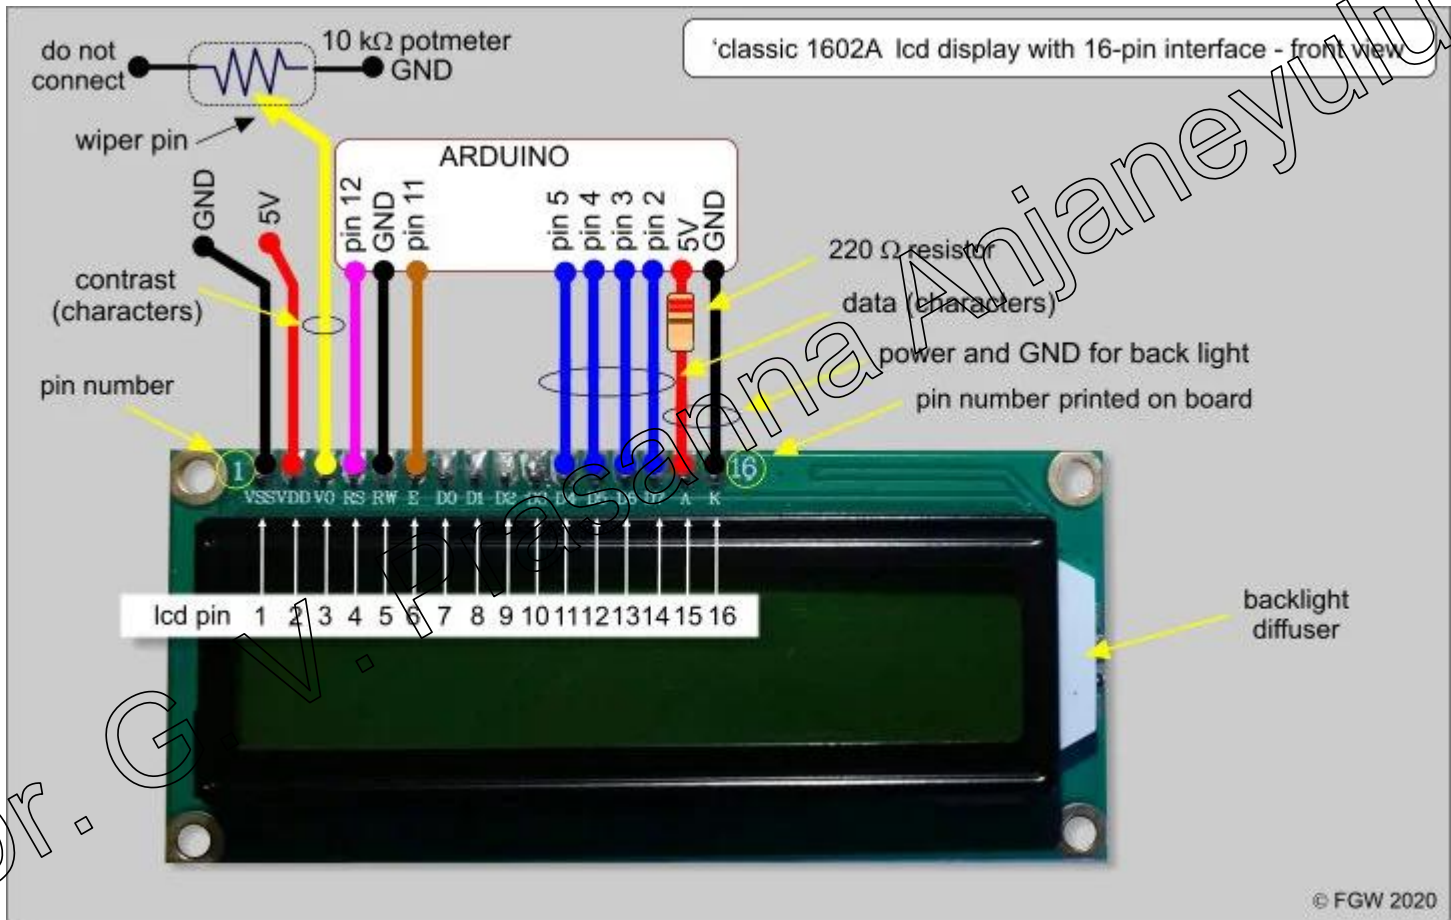 'classic 1602A lcd display with 16-pin interface - front view
do not
connect
10 kΩ potmeter
GND
wiper pin
ARDUINO
GND
5V
pin 12
GND
pin 11
pin 5
pin 4
pin 3
pin 2
5V
GND
contrast
(characters)
220 Ω resistor
data (characters)
power and GND for back light
pin number
pin number printed on board
1
16
VSS VDD V0 RS RW E D0 D1 D2 D3 D4 D5 D6 D7 A K
lcd pin 1 2 3 4 5 6 7 8 9 10 11 12 13 14 15 16
backlight
diffuser
Dr. G V. Prasanna Anjaneyulu
© FGW 2020